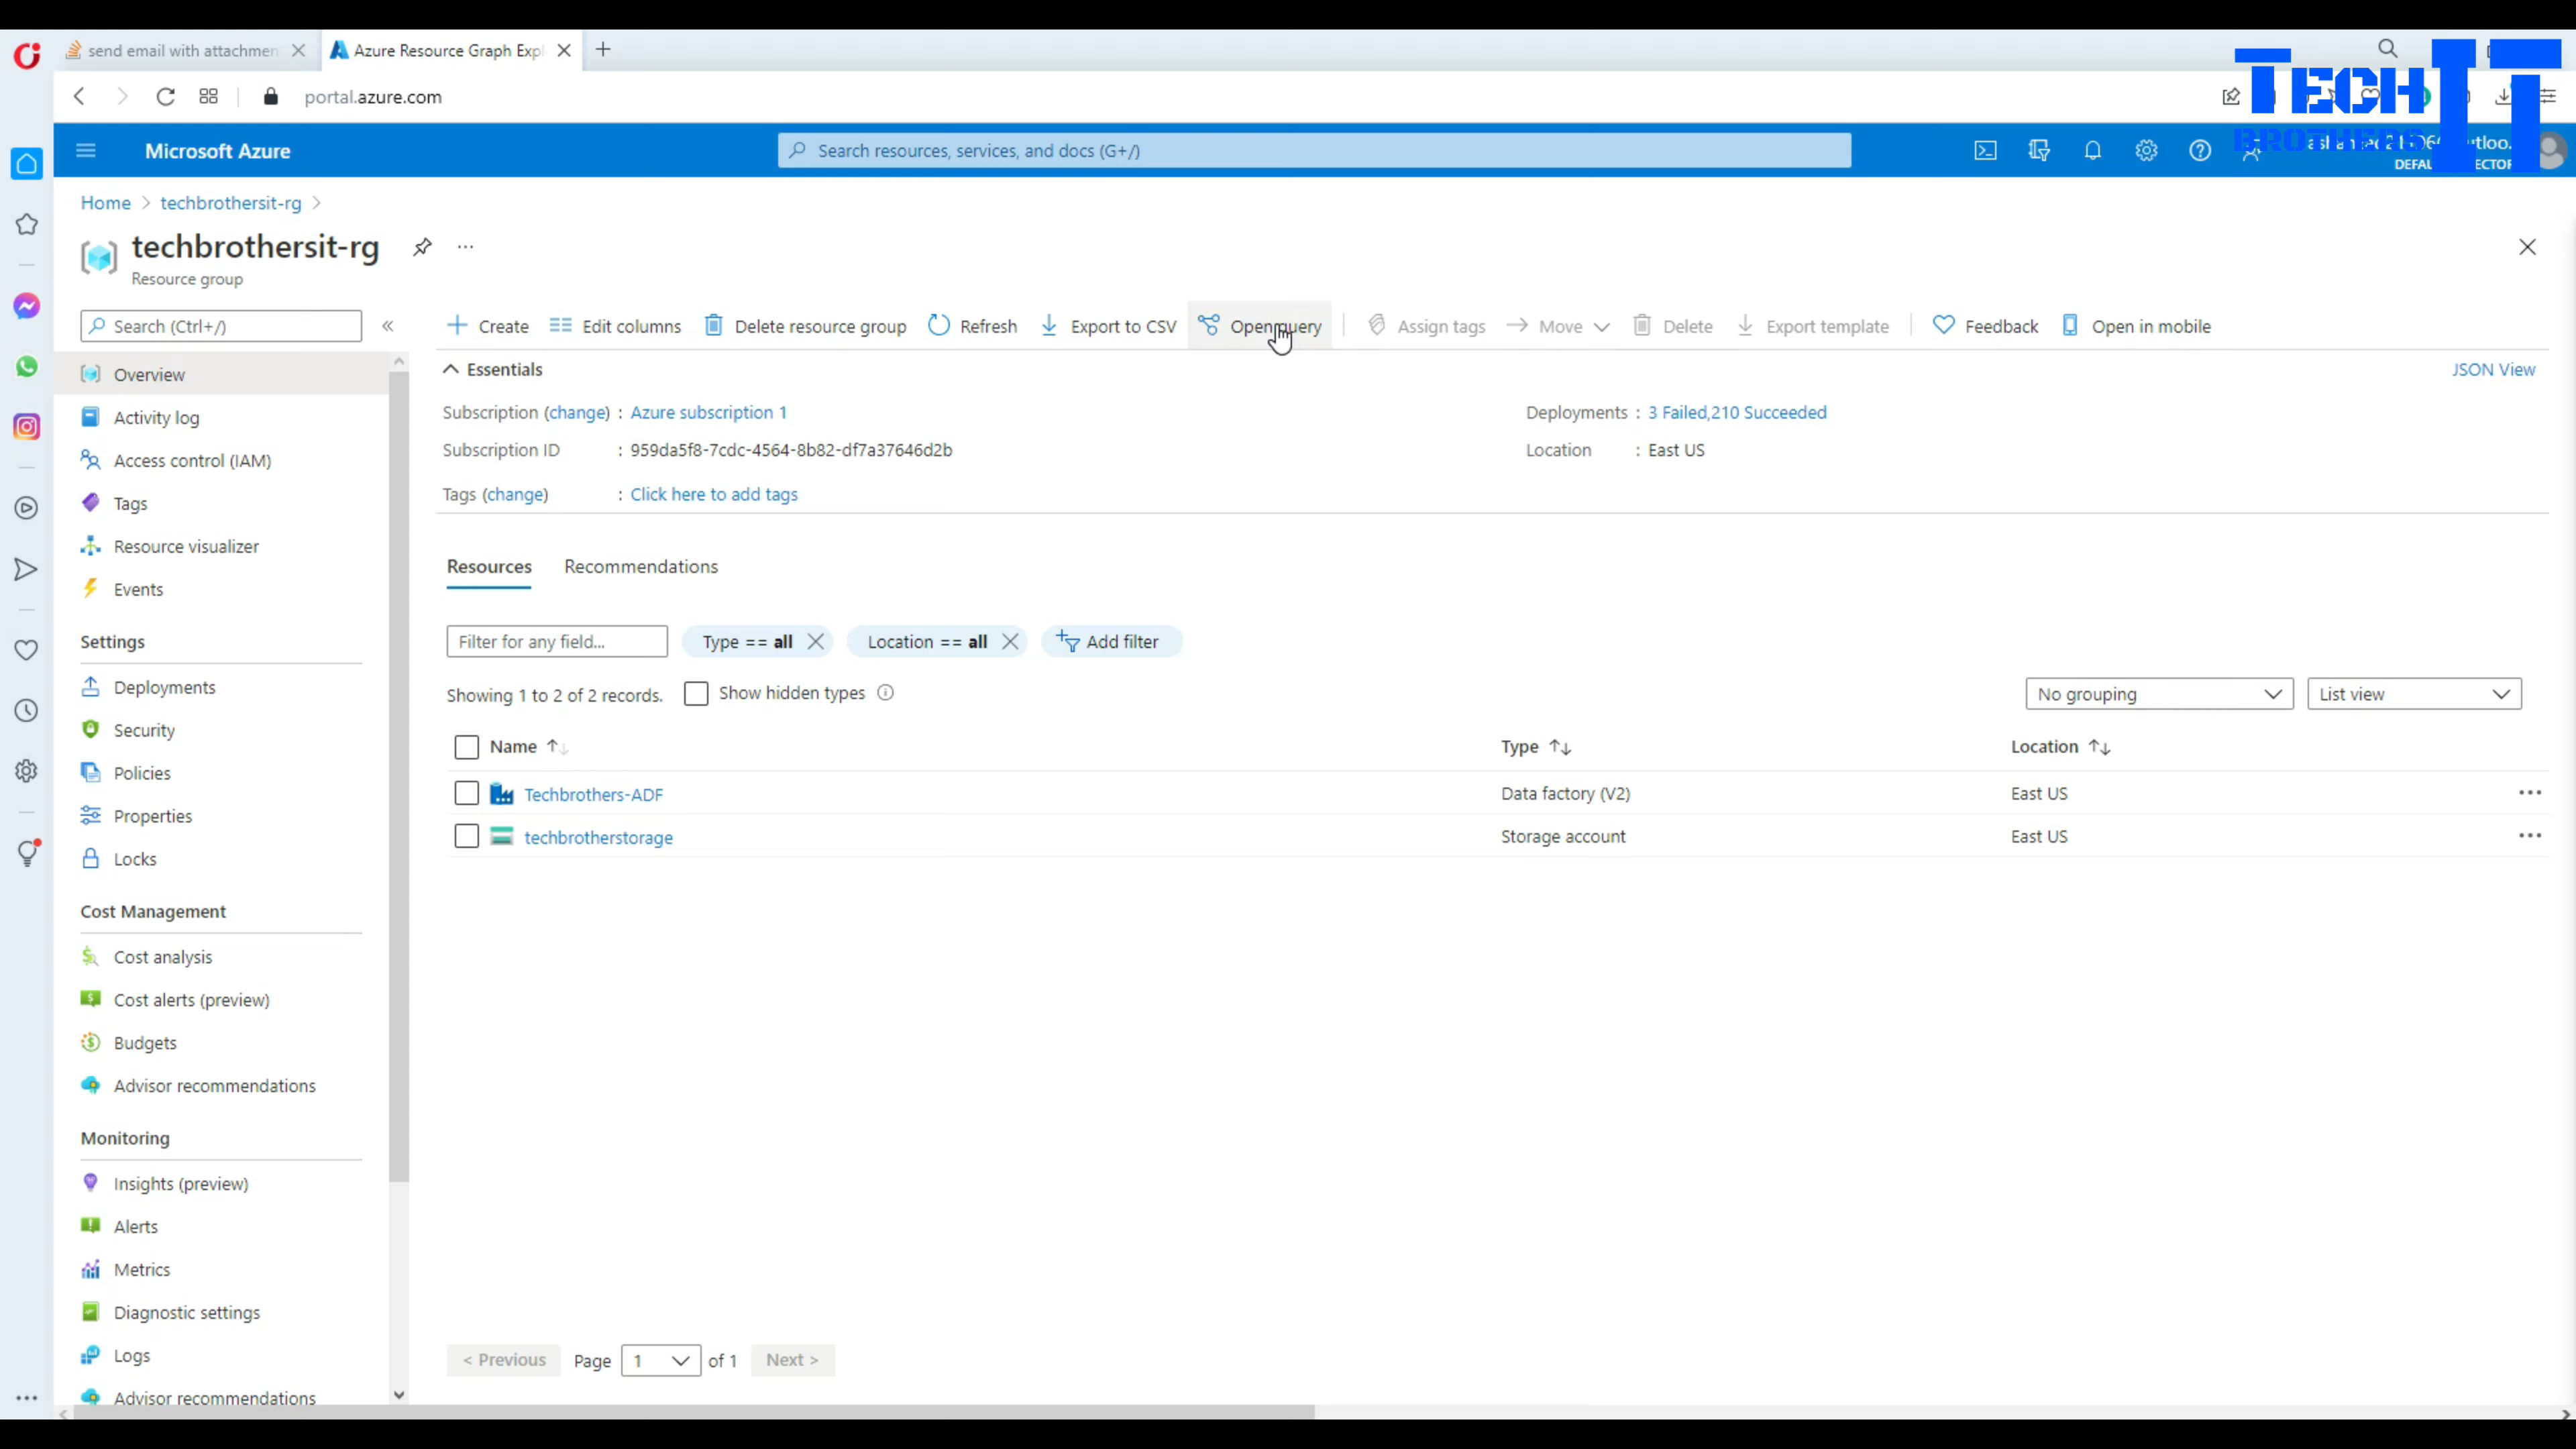 send email with attachmen
Azure Resource Graph Exp
portal.azure.com
TECH IT
BROTHERS
Microsoft Azure
Search resources, services, and docs (G+/)
Home > techbrothersit-rg >
techbrothersit-rg
Resource group
Search (Ctrl+/)
Create
Edit columns
Delete resource group
Refresh
Export to CSV
Open query
Assign tags
Move
Delete
Export template
Feedback
Open in mobile
Overview
Activity log
Access control (IAM)
Tags
Resource visualizer
Events
Settings
Deployments
Security
Policies
Properties
Locks
Cost Management
Cost analysis
Cost alerts (preview)
Budgets
Advisor recommendations
Monitoring
Insights (preview)
Alerts
Metrics
Diagnostic settings
Logs
Advisor recommendations
Essentials
JSON View
Subscription (change) : Azure subscription 1
Deployments : 3 Failed,210 Succeeded
Subscription ID : 959da5f8-7cdc-4564-8b82-df7a37646d2b
Location : East US
Tags (change) : Click here to add tags
Resources
Recommendations
Filter for any field...
Type == all
Location == all
Add filter
Showing 1 to 2 of 2 records.
Show hidden types
No grouping
List view
Name
Type
Location
Techbrothers-ADF
Data factory (V2)
East US
techbrotherstorage
Storage account
East US
< Previous
Page 1 of 1
Next >